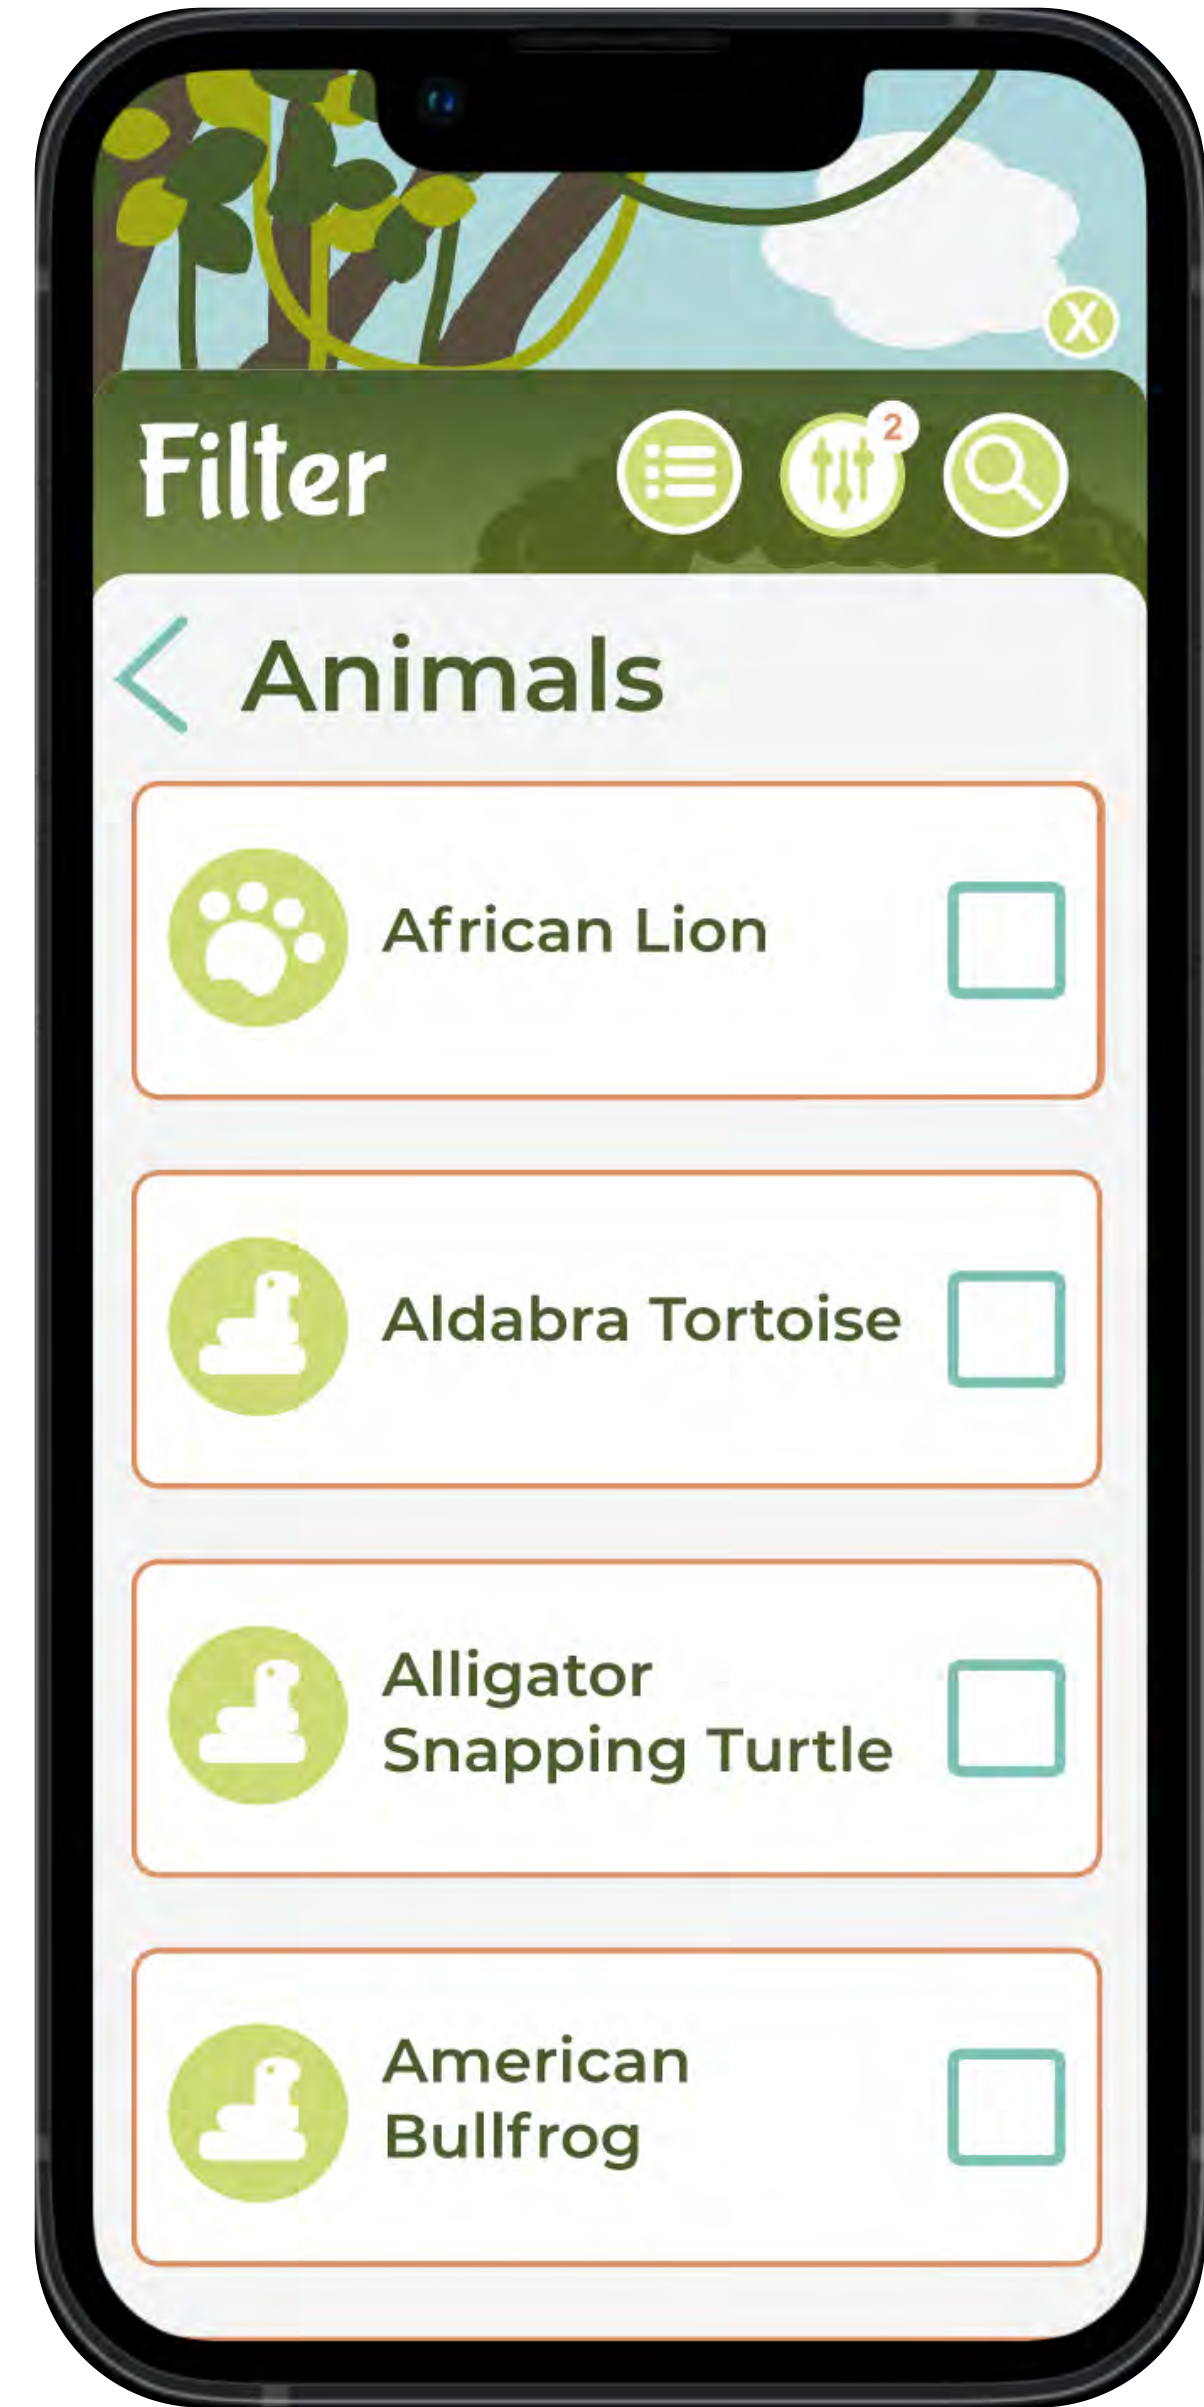 X
Filter
2
Animals
African Lion
Aldabra Tortoise
Alligator
Snapping Turtle
American
Bullfrog